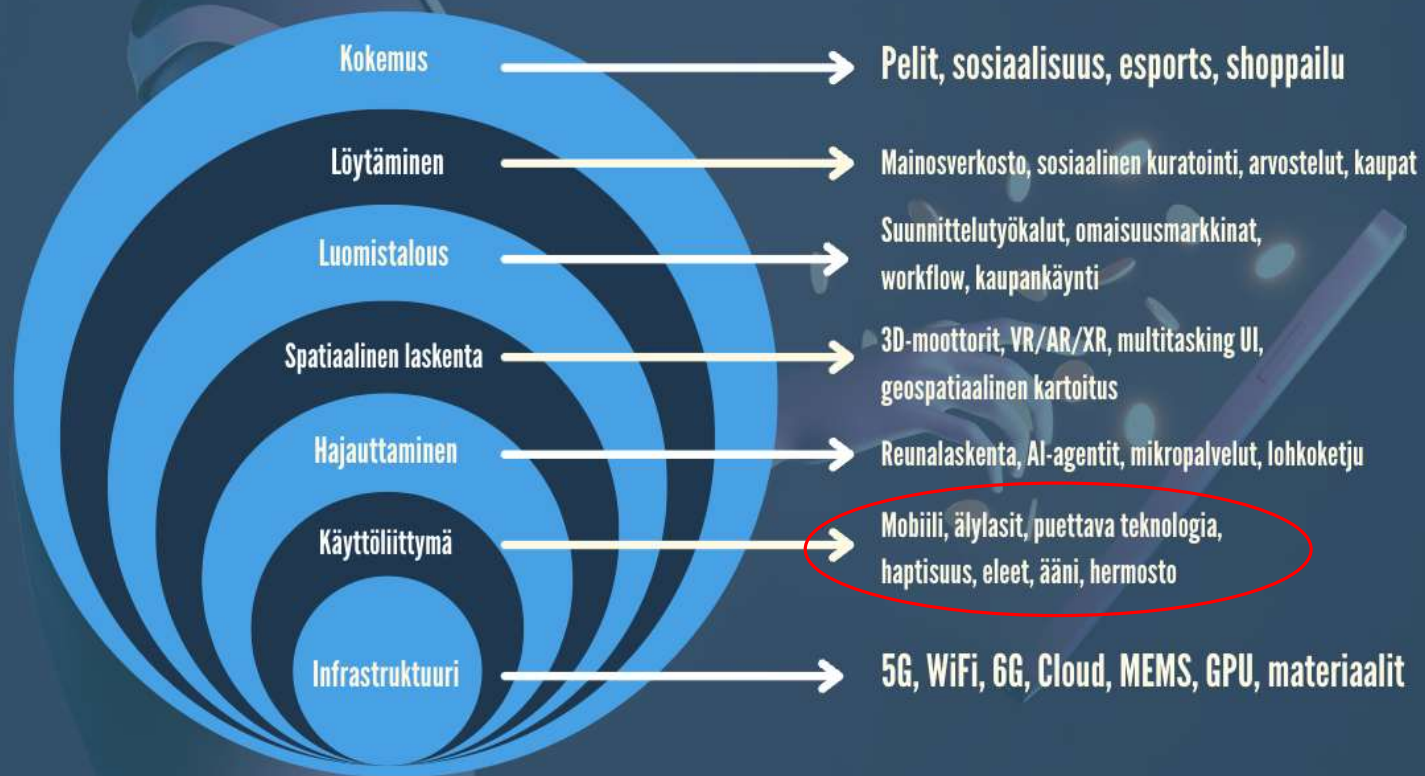 Kokemus
Pelit, sosiaalisuus, esports, shoppailu
Löytäminen
Mainosverkosto, sosiaalinen kuratointi, arvostelut, kaupat
Luomistalous
Suunnittelutyökalut, omaisuusmarkkinat,
workflow, kaupankäynti
Spatiaalinen laskenta
3D-moottorit, VR/AR/XR, multitasking UI,
geospatiaalinen kartoitus
Hajauttaminen
Reunalaskenta, AI-agentit, mikropalvelut, lohkoketju
Käyttöliittymä
Mobiili, älylasit, puettava teknologia,
haptisuus, eleet, ääni, hermosto
Infrastruktuuri
5G, WiFi, 6G, Cloud, MEMS, GPU, materiaalit